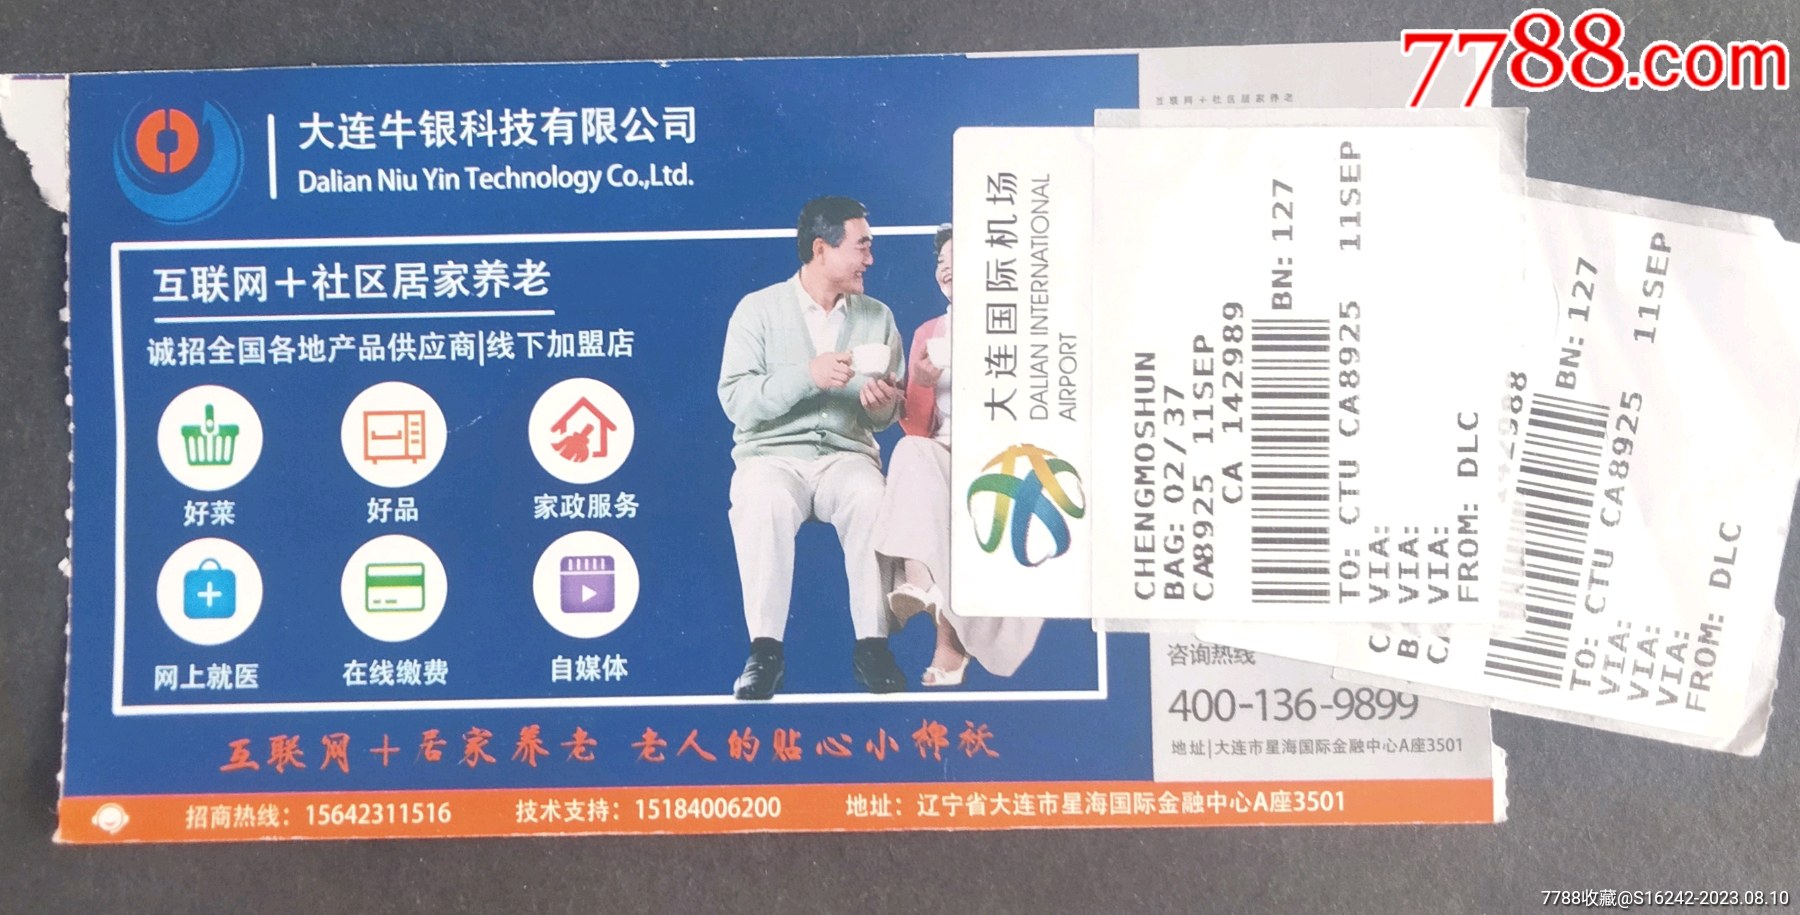 7788.com
互联网+社区居家养老
大连牛银科技有限公司
Dalian Niu Yin Technology Co.,Ltd.
互联网+社区居家养老
诚招全国各地产品供应商|线下加盟店
好菜
好品
家政服务
网上就医
在线缴费
自媒体
互联网+居家养老 老人的贴心小棉袄
招商热线：15642311516
技术支持：15184006200
地址：辽宁省大连市星海国际金融中心A座3501
咨询热线
400-136-9899
地址|大连市星海国际金融中心A座3501
大连国际机场
DALIAN INTERNATIONAL
AIRPORT
CHENGMOSHUN
BAG: 02/37
CA8925 11SEP
CA 142989
BN: 127
TO: CTU CA8925 11SEP
VIA:
VIA:
VIA:
FROM: DLC
BN: 127
TO: CTU CA8925 11SEP
VIA:
VIA:
VIA:
FROM: DLC
7788收藏@S16242-2023.08.10